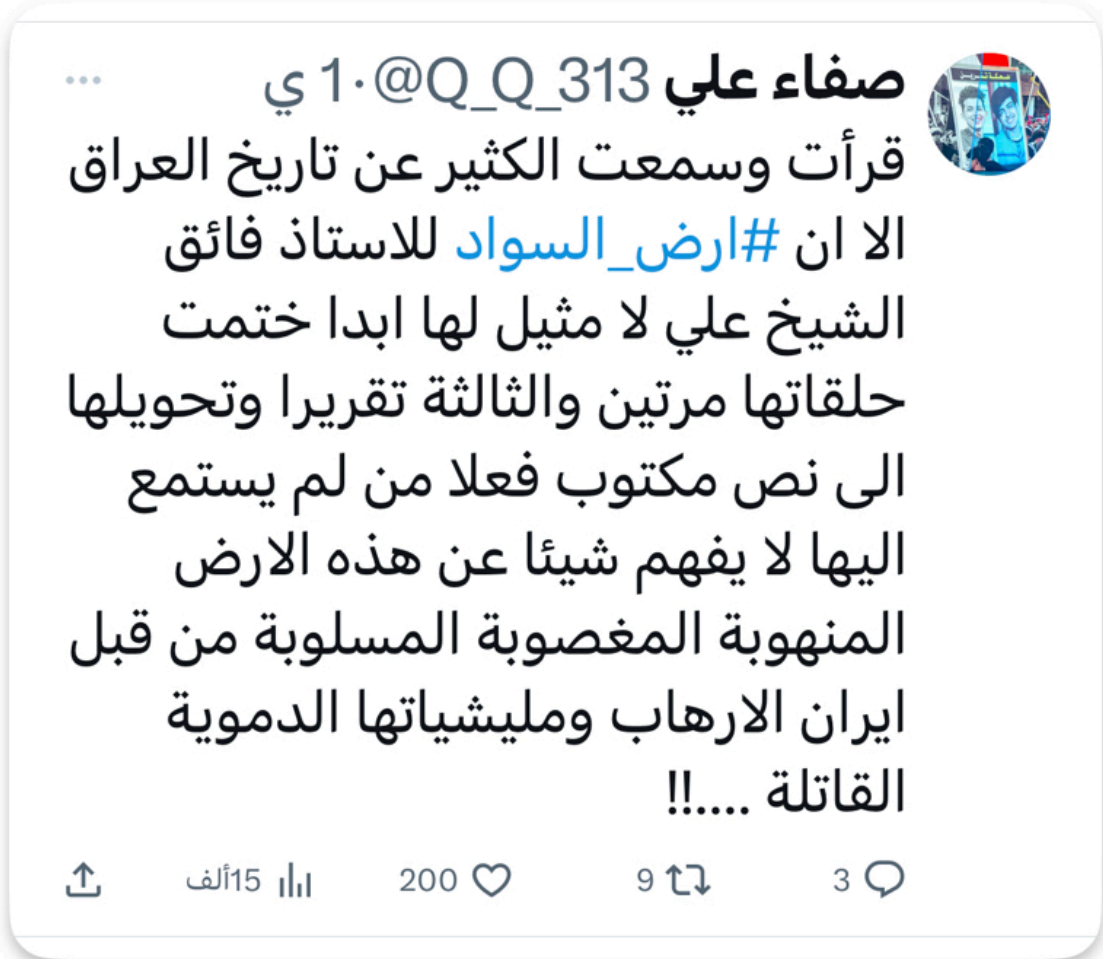 صفاء علي @Q_Q_313 · 1 ي
قرأت وسمعت الكثير عن تاريخ العراق
الا ان #ارض_السواد للاستاذ فائق
الشيخ علي لا مثيل لها ابدا ختمت
حلقاتها مرتين والثالثة تقريرا وتحويلها
الى نص مكتوب فعلا من لم يستمع
اليها لا يفهم شيئا عن هذه الارض
المنهوبة المغصوبة المسلوبة من قبل
ايران الارهاب ومليشياتها الدموية
القاتلة ....!!
3 9 200 15ألف